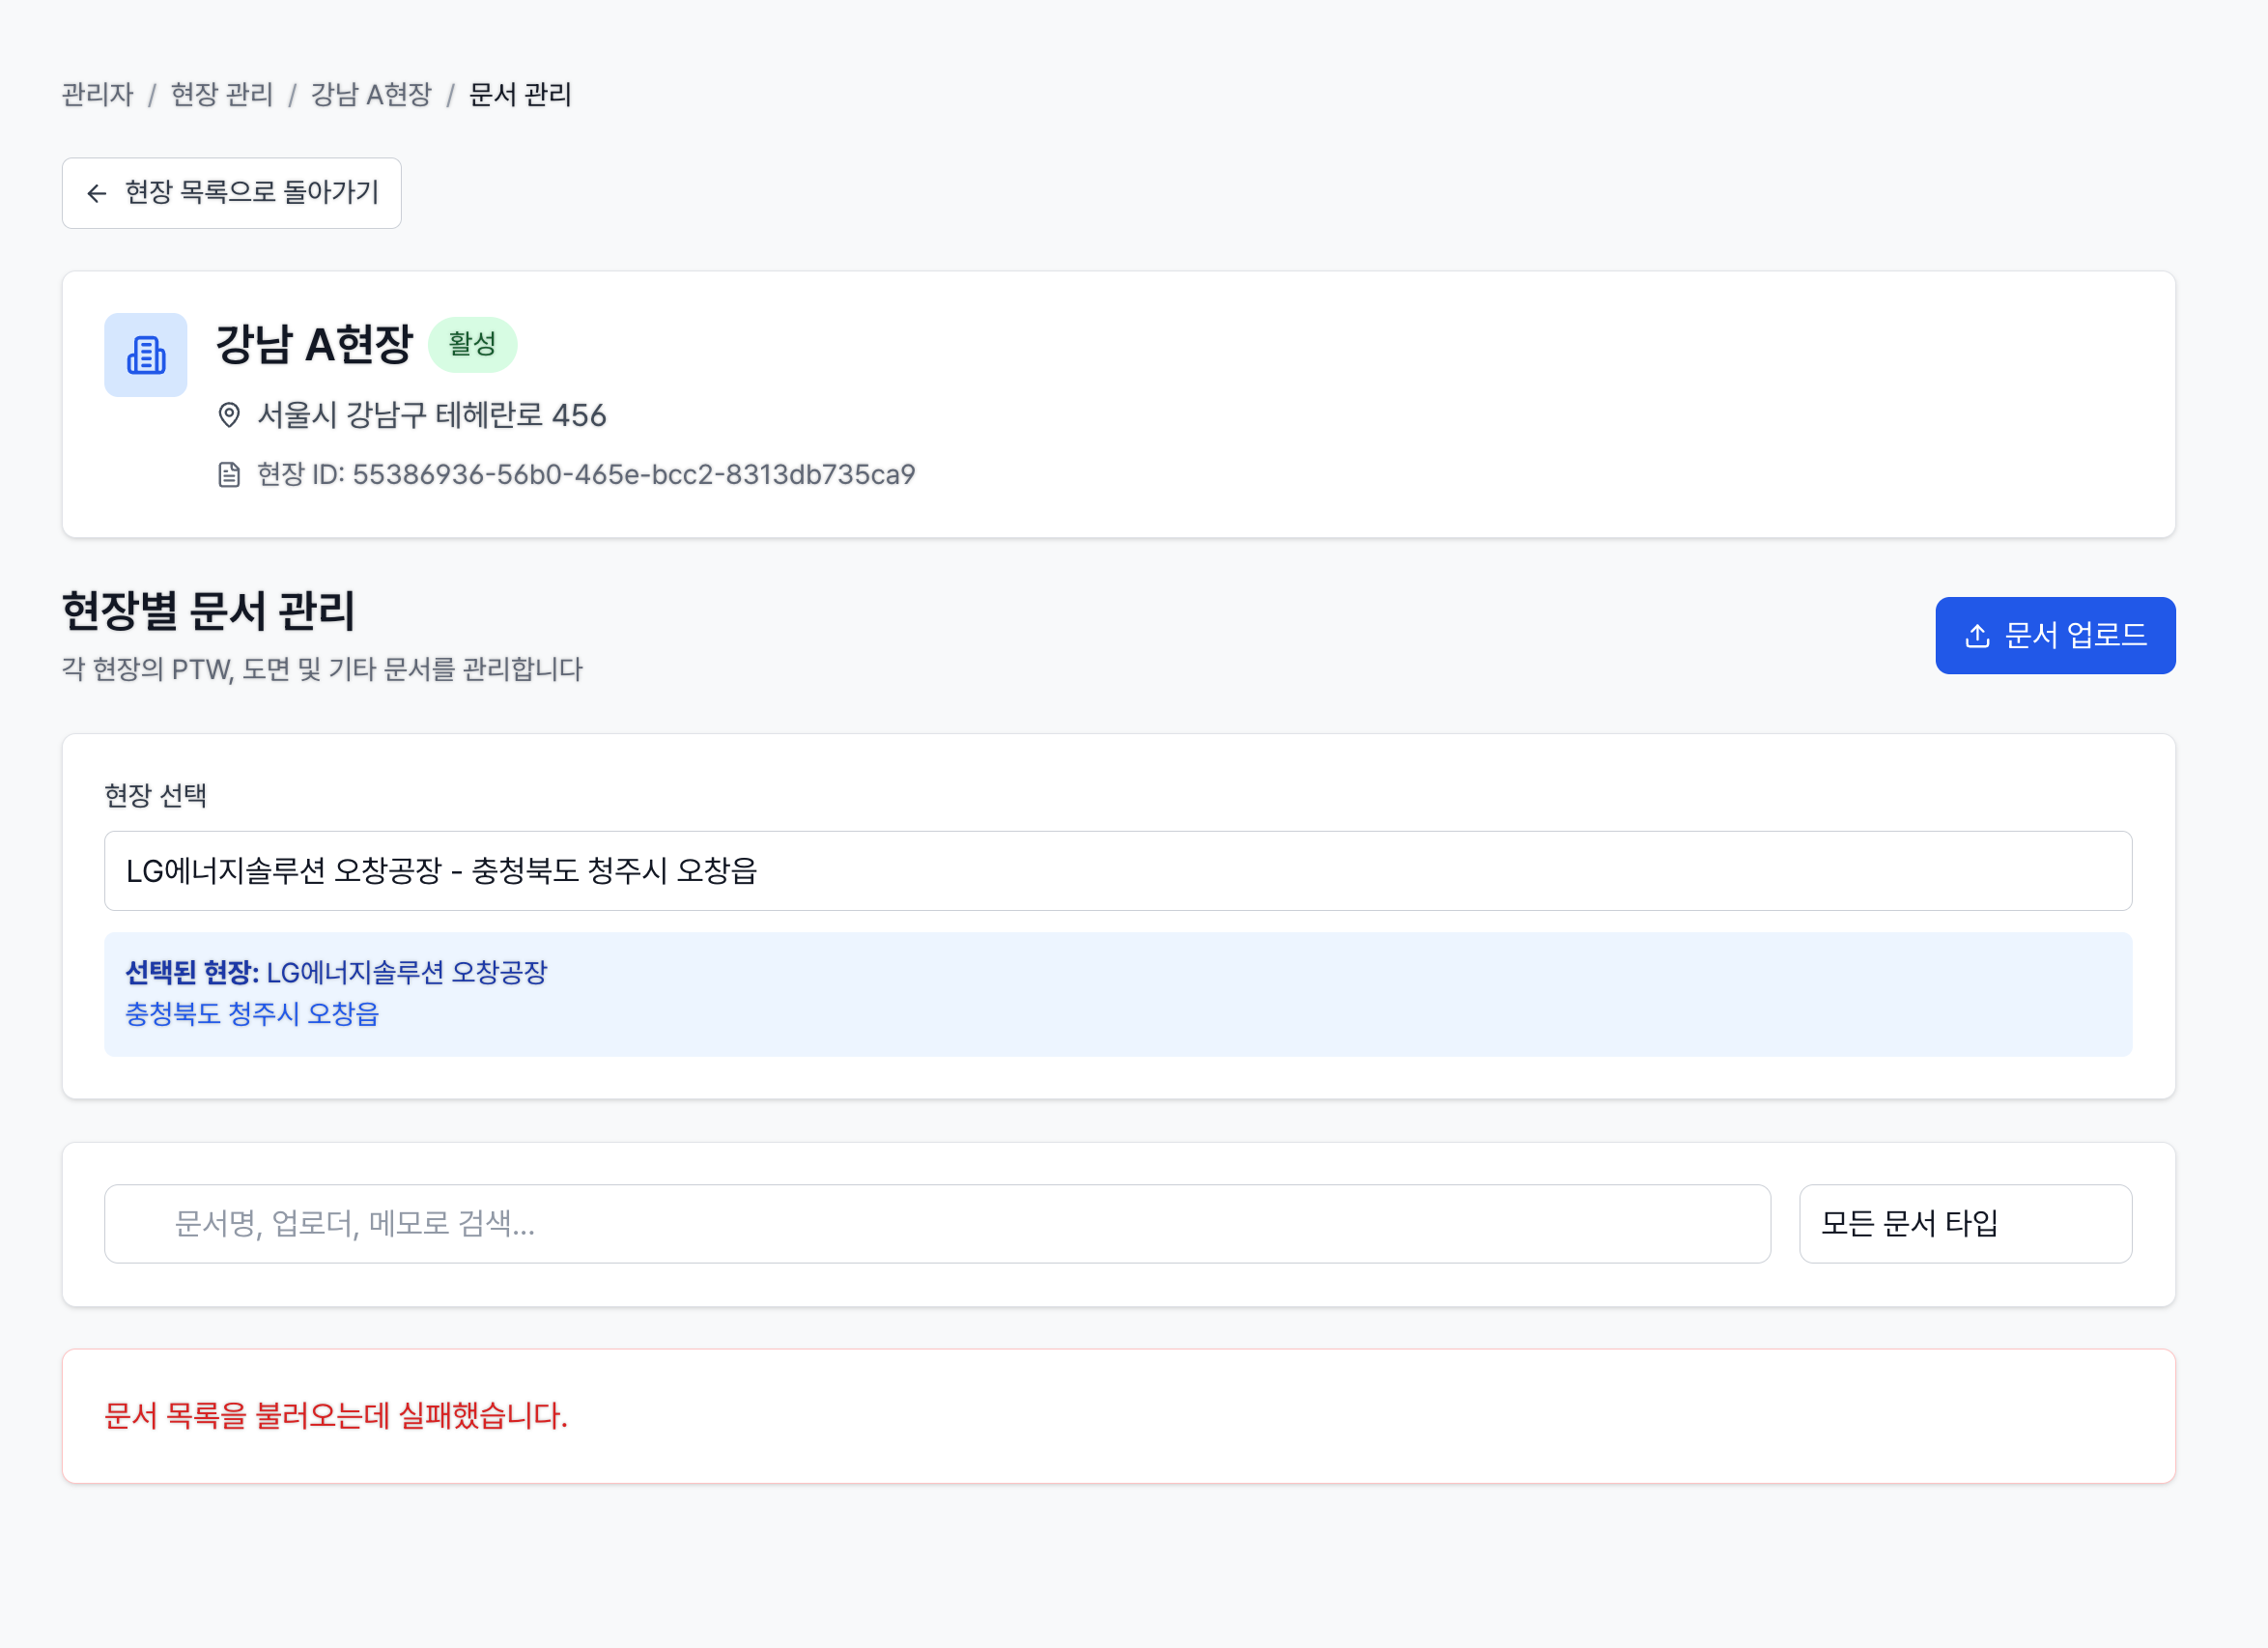 관리자 / 현장 관리 / 강남 A현장 / 문서 관리
← 현장 목록으로 돌아가기
강남 A현장 활성
서울시 강남구 테헤란로 456
현장 ID: 55386936-56b0-465e-bcc2-8313db735ca9
현장별 문서 관리
각 현장의 PTW, 도면 및 기타 문서를 관리합니다
문서 업로드
현장 선택
LG에너지솔루션 오창공장 - 충청북도 청주시 오창읍
선택된 현장: LG에너지솔루션 오창공장
충청북도 청주시 오창읍
문서명, 업로더, 메모로 검색...
모든 문서 타입
문서 목록을 불러오는데 실패했습니다.